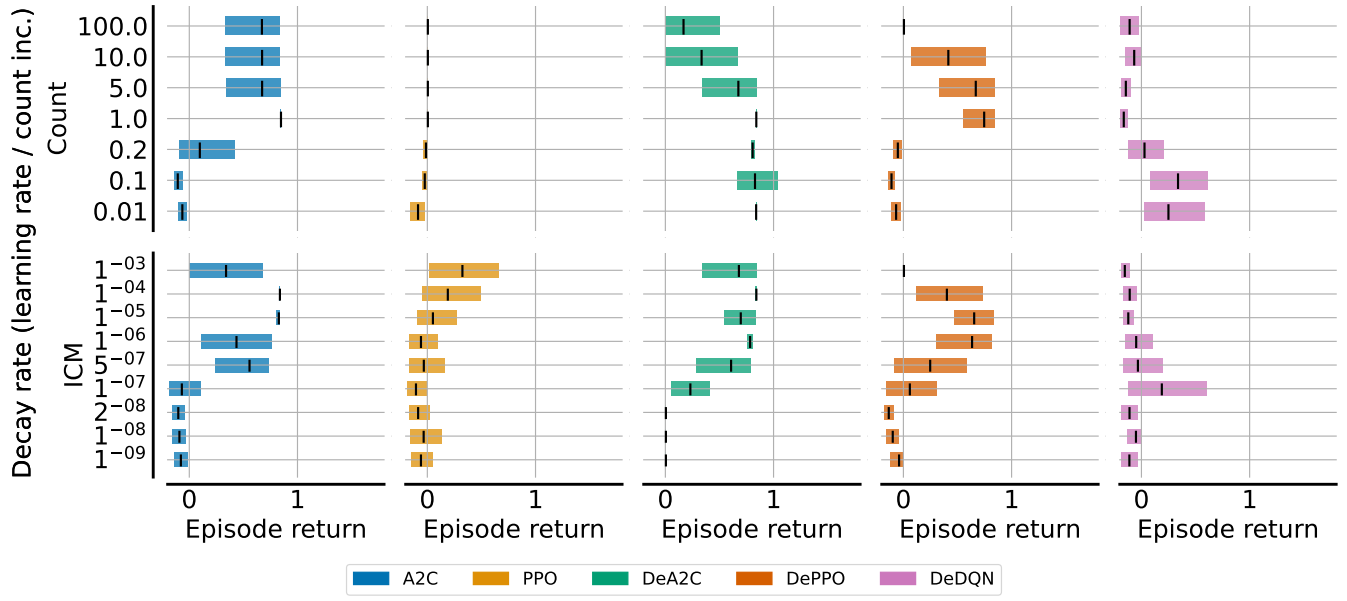 Decay rate (learning rate / count inc.)
Count
100.0
10.0
5.0
1.0
0.2
0.1
0.01
ICM
1⁻⁰³
1⁻⁰⁴
1⁻⁰⁵
1⁻⁰⁶
5⁻⁰⁷
1⁻⁰⁷
2⁻⁰⁸
1⁻⁰⁸
1⁻⁰⁹
0 1 0 1 0 1 0 1 0 1
Episode return Episode return Episode return Episode return Episode return
A2C PPO DeA2C DePPO DeDQN